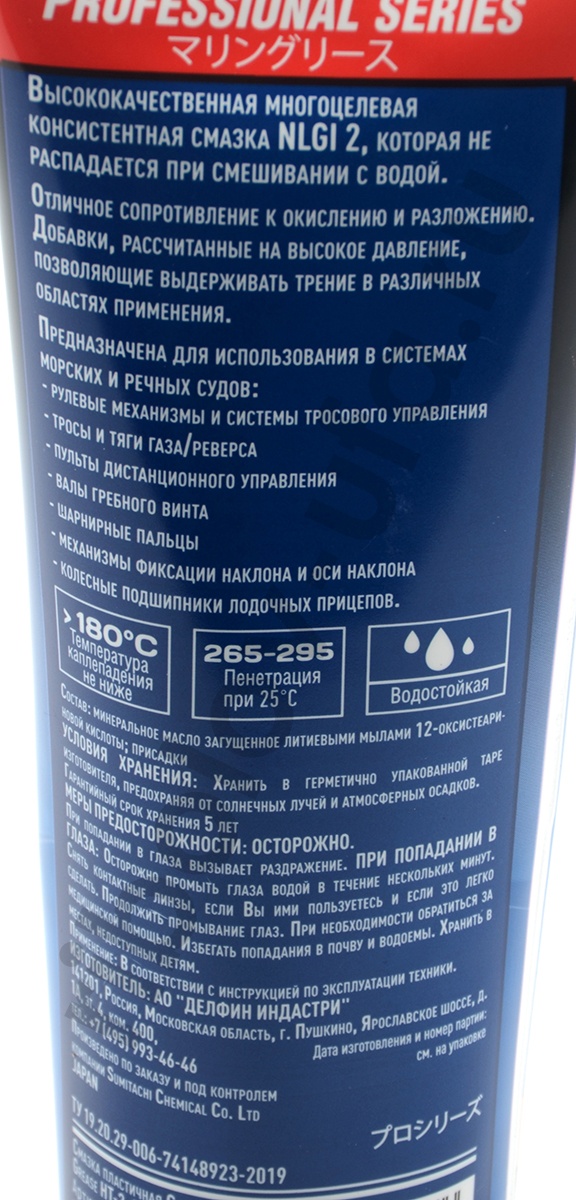 PROFESSIONAL SERIES
マリングリース
Высококачественная многоцелевая
консистентная смазка NLGI 2, которая не
распадается при смешивании с водой.
Отличное сопротивление к окислению и разложению.
Добавки, рассчитанные на высокое давление,
позволяющие выдерживать трение в различных
областях применения.
Предназначена для использования в системах
морских и речных судов:
- рулевые механизмы и системы тросового управления
- тросы и тяги газа/реверса
- пульты дистанционного управления
- валы гребного винта
- шарнирные пальцы
- механизмы фиксации наклона и оси наклона
- колесные подшипники лодочных прицепов.
>180°C
Температура
каплепадения
не ниже
265-295
Пенетрация
при 25°C
Водостойкая
Состав: минеральное масло загущенное литиевыми мылами 12-оксистеари-
новой кислоты; присадки
Условия хранения: Хранить в герметично упакованной таре
изготовителя, предохраняя от солнечных лучей и атмосферных осадков.
Гарантийный срок хранения 5 лет
Меры предосторожности: осторожно.
При попадании в глаза вызывает раздражение. При попадании в
глаза: Осторожно промыть глаза водой в течение нескольких минут.
Снять контактные линзы, если Вы ими пользуетесь и если это легко
сделать. Продолжить промывание глаз. При необходимости обратиться за
медицинской помощью. Избегать попадания в почву и водоемы. Хранить в
местах, недоступных детям.
Применение: В соответствии с инструкцией по эксплуатации техники.
Изготовитель: АО "ДЕЛФИН ИНДАСТРИ"
141201, Россия, Московская область, г. Пушкино, Ярославское шоссе, д.
1А, эт. 4, ком. 400,
тел.: +7 (495) 993-46-46
Дата изготовления и номер партии:
см. на упаковке
Произведено по заказу и под контролем
компании Sumitachi Chemical Co. Ltd
JAPAN
プロシリーズ
ТУ 19.20.29-006-74148923-2019
Смазка пластичная
Grease